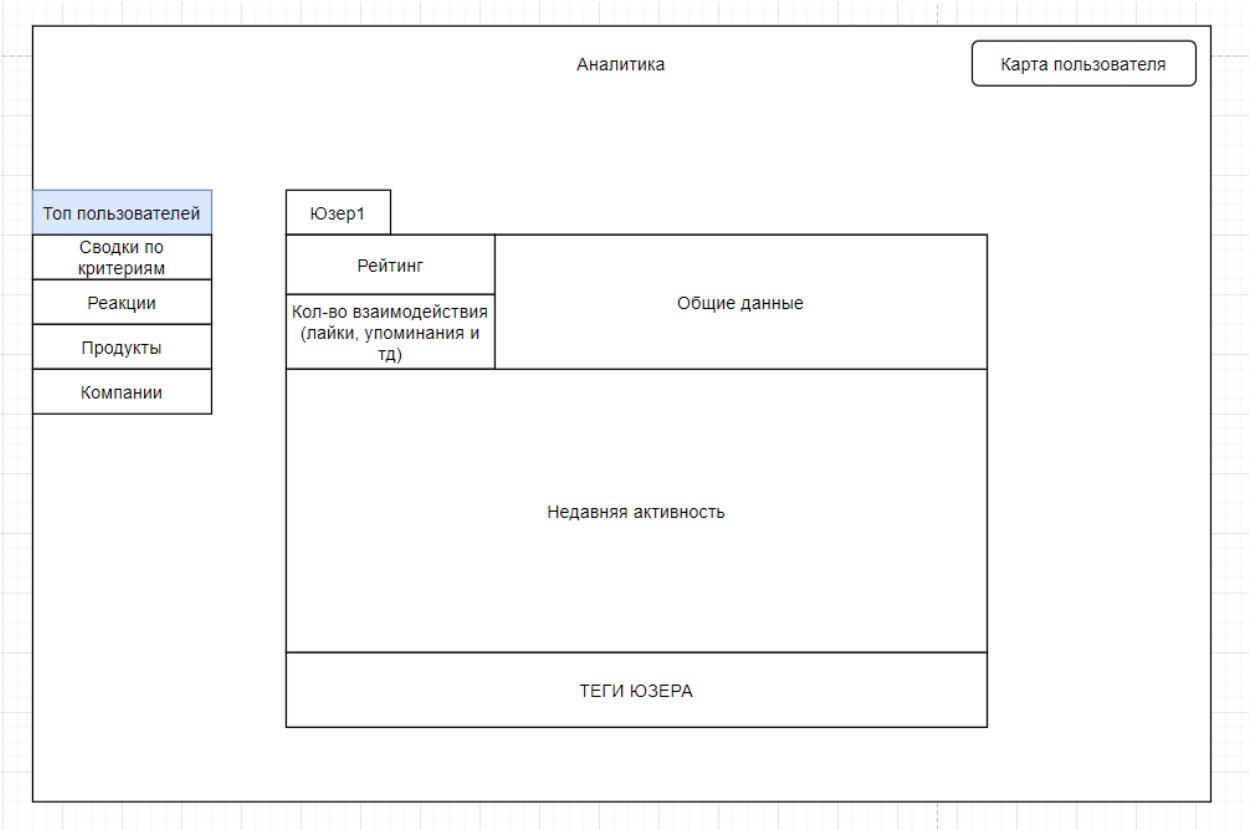 Аналитика
Карта пользователя
Топ пользователей
Сводки по
критериям
Реакции
Продукты
Компании
Юзер1
Рейтинг
Кол-во взаимодействия
(лайки, упоминания и
тд)
Общие данные
Недавняя активность
ТЕГИ ЮЗЕРА